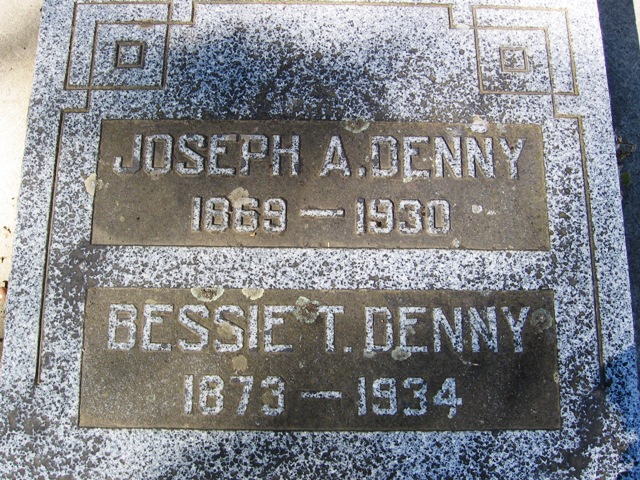 JOSEPH A. DENNY
1869 — 1930
BESSIE T. DENNY
1873 — 1934